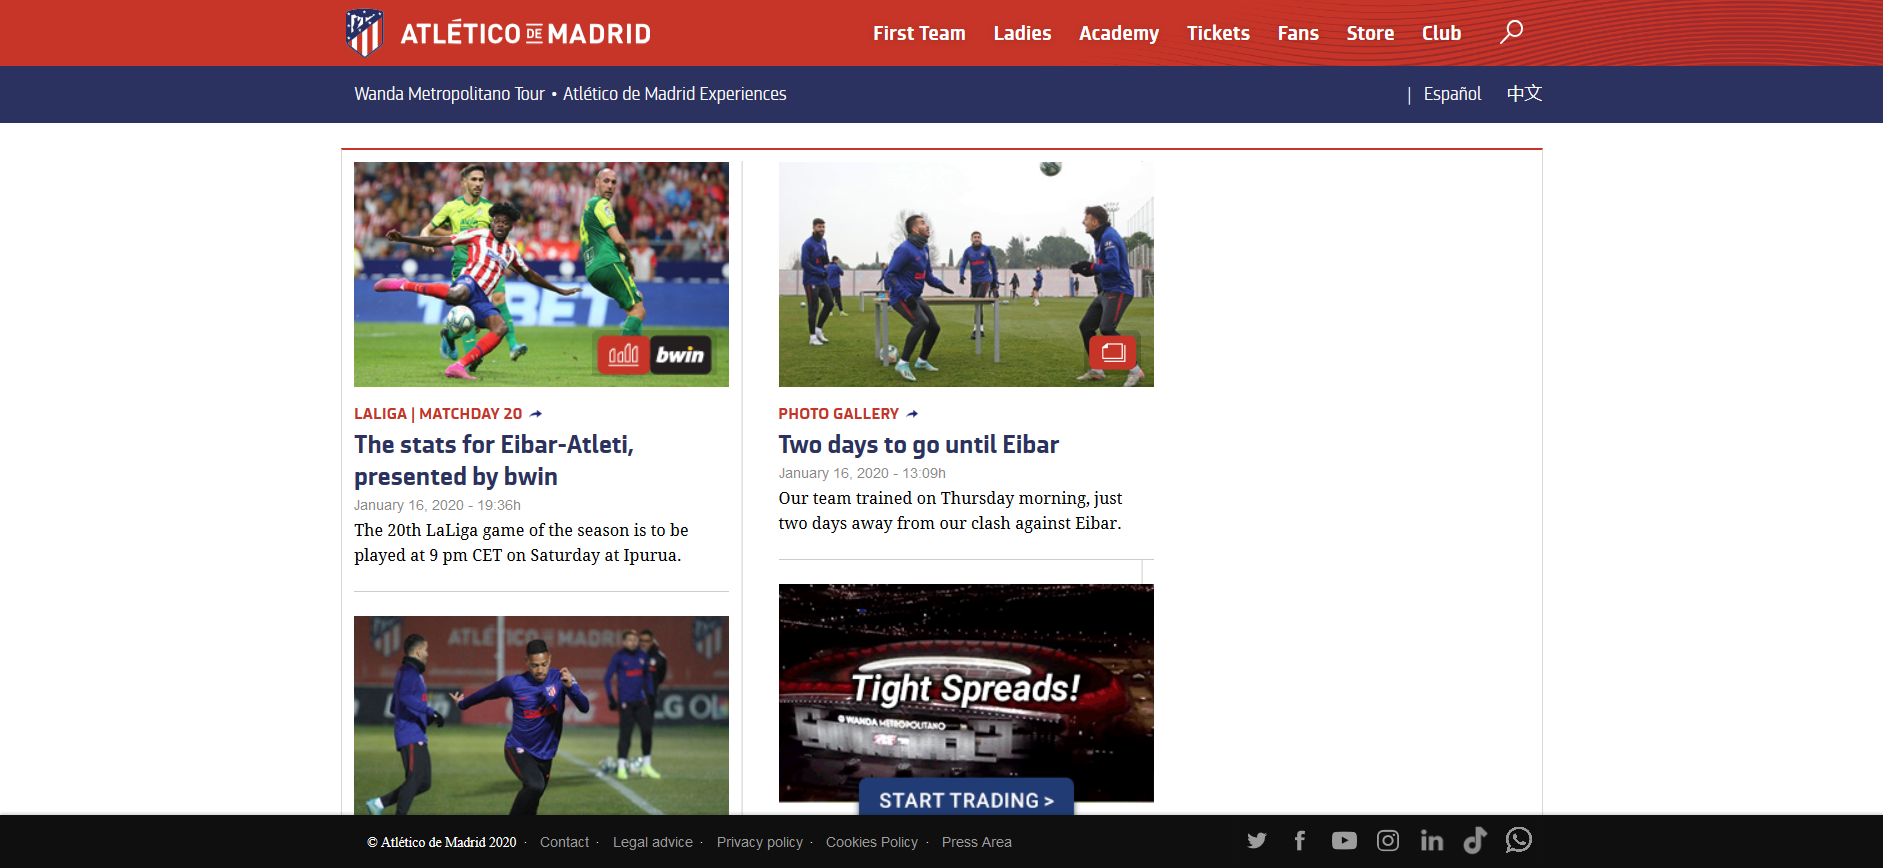 ATLÉTICO DE MADRID
First Team
Ladies
Academy
Tickets
Fans
Store
Club
Wanda Metropolitano Tour • Atlético de Madrid Experiences
| Español 中文
bwin
LALIGA | MATCHDAY 20
The stats for Eibar-Atleti,
presented by bwin
January 16, 2020 - 19:36h
The 20th LaLiga game of the season is to be
played at 9 pm CET on Saturday at Ipurua.
ATLÉTICO DE MADRID
LG
PHOTO GALLERY
Two days to go until Eibar
January 16, 2020 - 13:09h
Our team trained on Thursday morning, just
two days away from our clash against Eibar.
Tight Spreads!
WANDA METROPOLITANO
START TRADING >
© Atlético de Madrid 2020 · Contact · Legal advice · Privacy policy · Cookies Policy · Press Area